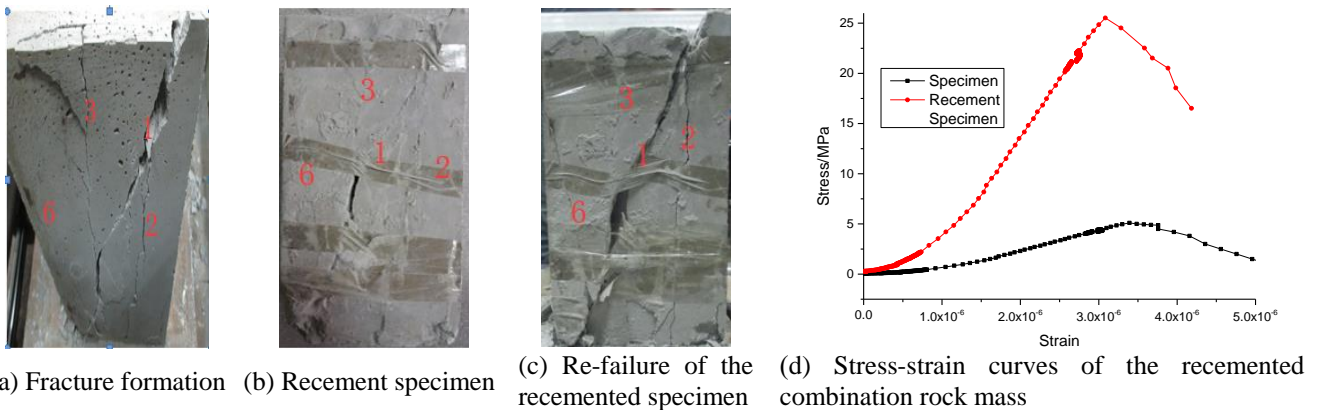 3
1
6
2
3
1
2
6
3
2
1
6
25
20
15
10
5
0
Stress/MPa
Specimen
Recement
Specimen
0.0 1.0x10⁻⁶ 2.0x10⁻⁶ 3.0x10⁻⁶ 4.0x10⁻⁶ 5.0x10⁻⁶
Strain
a) Fracture formation
(b) Recement specimen
(c) Re-failure of the
recemented specimen
(d) Stress-strain curves of the recemented
combination rock mass